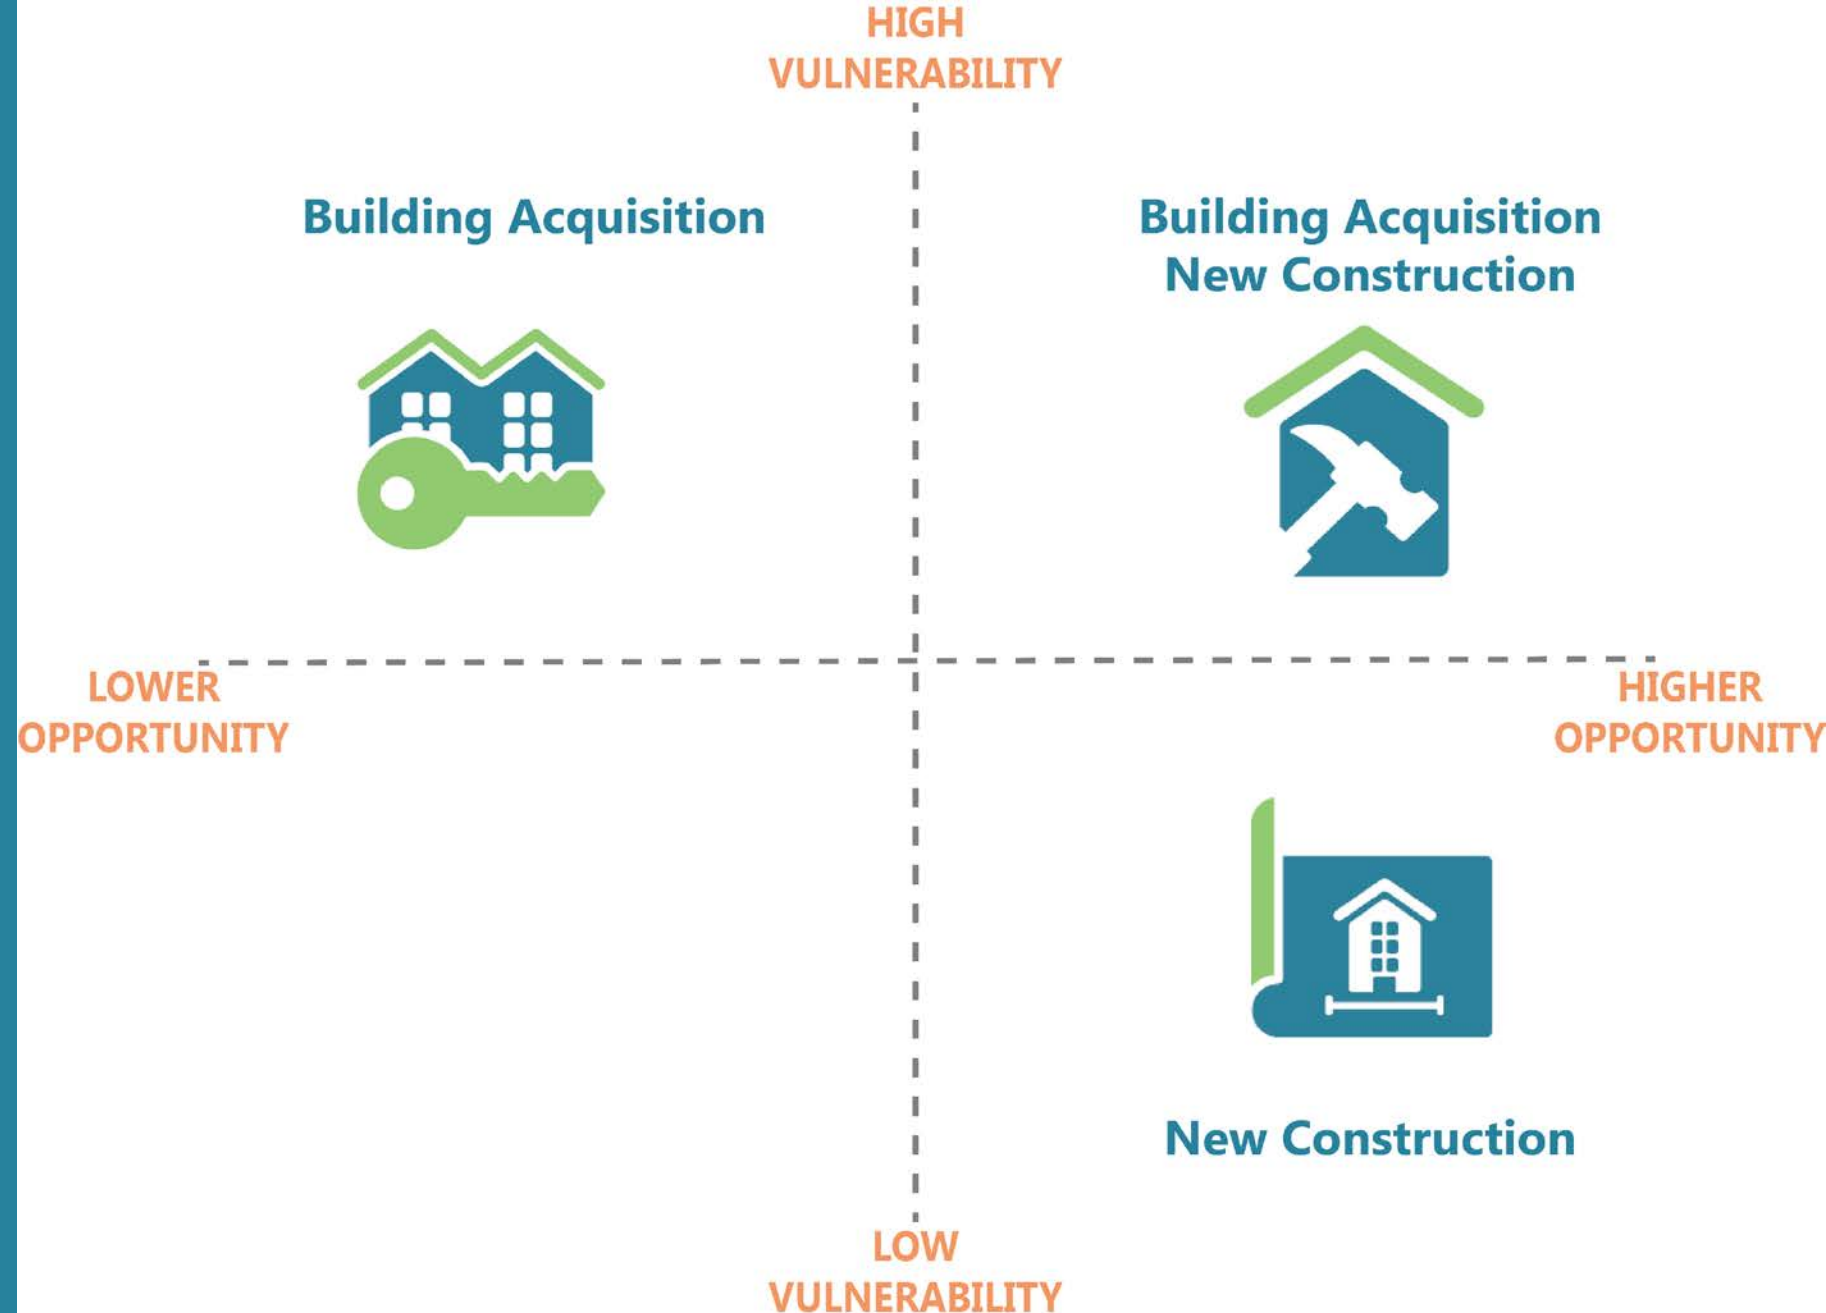 HIGH
VULNERABILITY
Building Acquisition
Building Acquisition
New Construction
LOWER
OPPORTUNITY
HIGHER
OPPORTUNITY
New Construction
LOW
VULNERABILITY